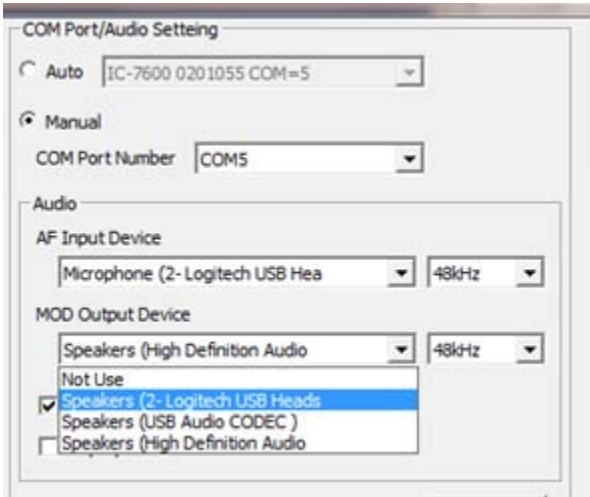 COM Port/Audio Setteing
Auto IC-7600 0201055 COM=5
Manual
COM Port Number COM5
Audio
AF Input Device
Microphone (2- Logitech USB Hea 48kHz
MOD Output Device
Speakers (High Definition Audio 48kHz
Not Use
Speakers (2- Logitech USB Heads
Speakers (USB Audio CODEC )
Speakers (High Definition Audio